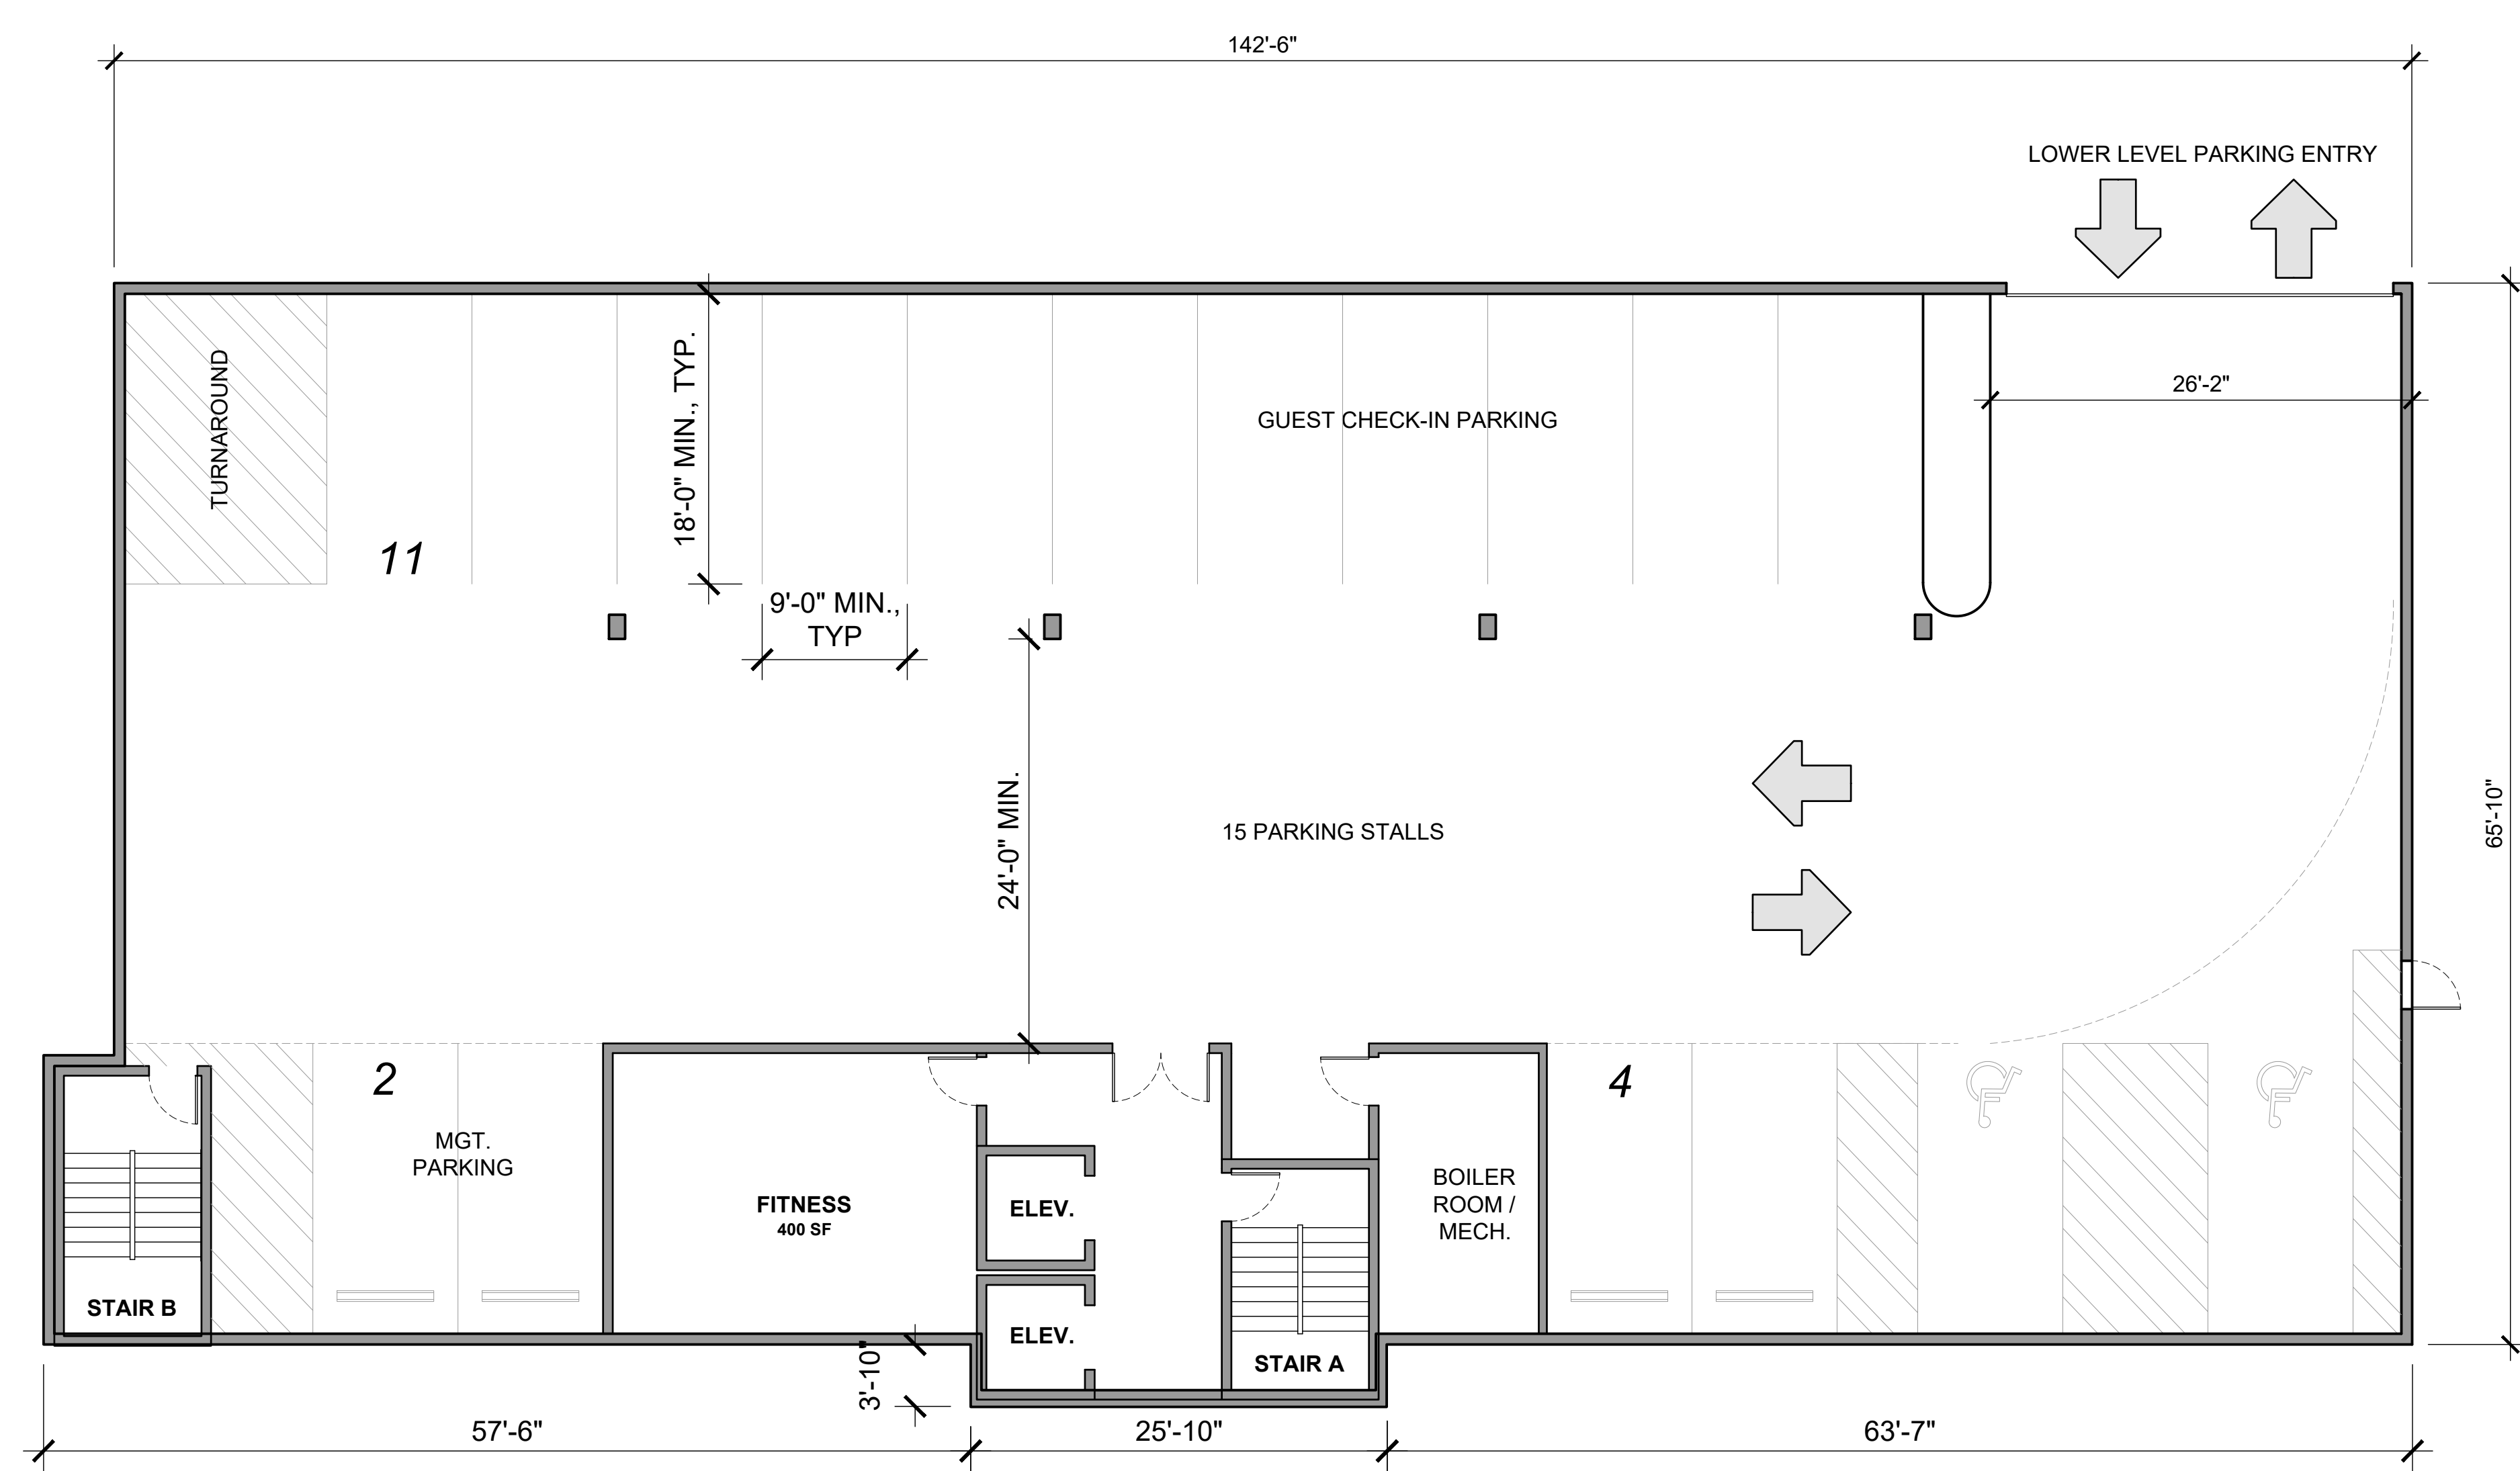 142'-6"
LOWER LEVEL PARKING ENTRY
TURNAROUND
18'-0" MIN., TYP.
GUEST CHECK-IN PARKING
26'-2"
11
9'-0" MIN.,
TYP
24'-0" MIN.
15 PARKING STALLS
65'-10"
2
4
MGT.
PARKING
FITNESS
400 SF
ELEV.
BOILER
ROOM /
MECH.
STAIR B
ELEV.
STAIR A
3'-10"
57'-6"
25'-10"
63'-7"